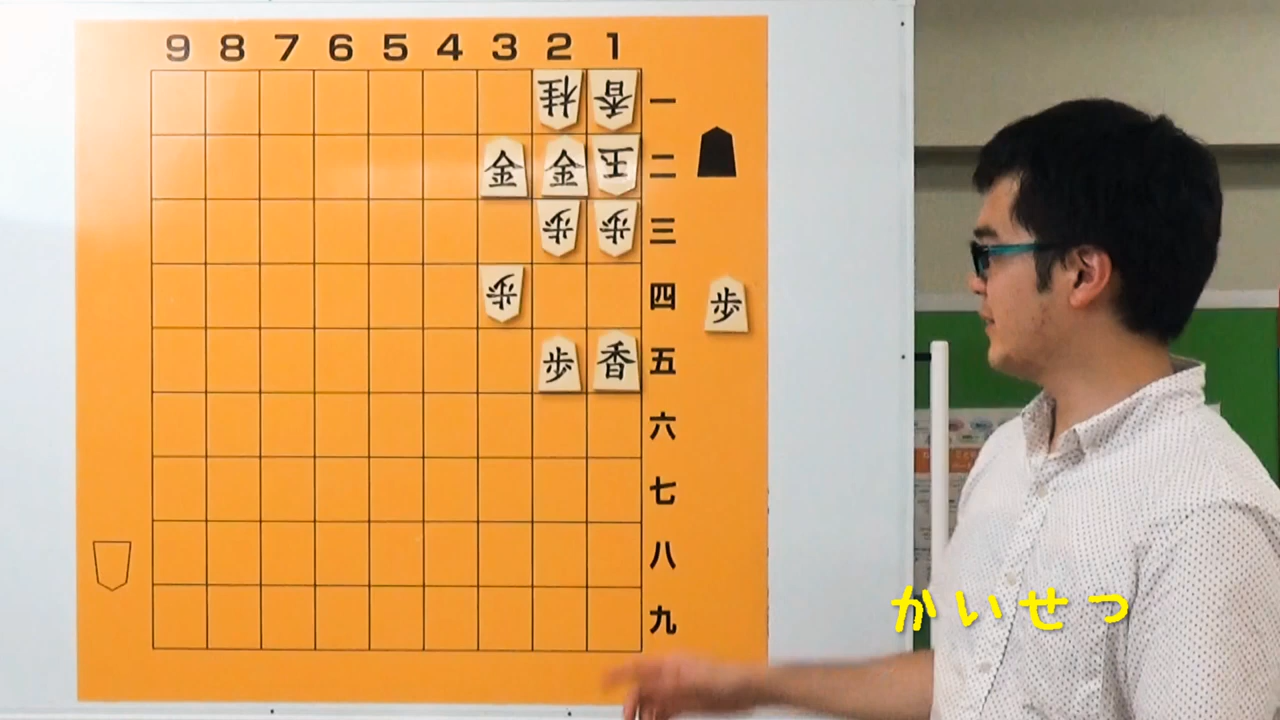 9 8 7 6 5 4 3 2 1
桂 香 一
金 金 玉 二
歩 歩 三
歩 四 歩
歩 香 五
六
七
八
九
かいせつ